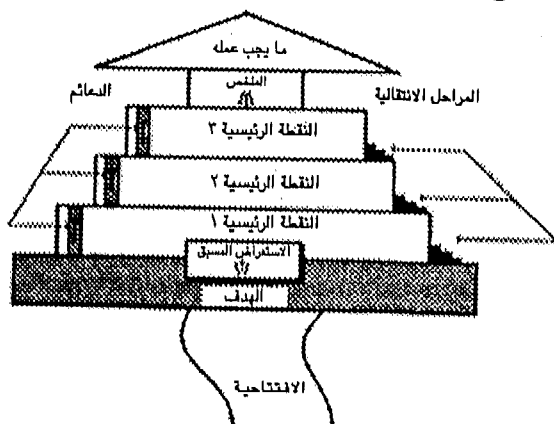 ما يجب عمله
الملخص
المراحل الانتقالية
الدعائم
النقطة الرئيسية ٣
النقطة الرئيسية ٢
النقطة الرئيسية ١
الاستعراض المسبق
الهدف
الافتتاحية